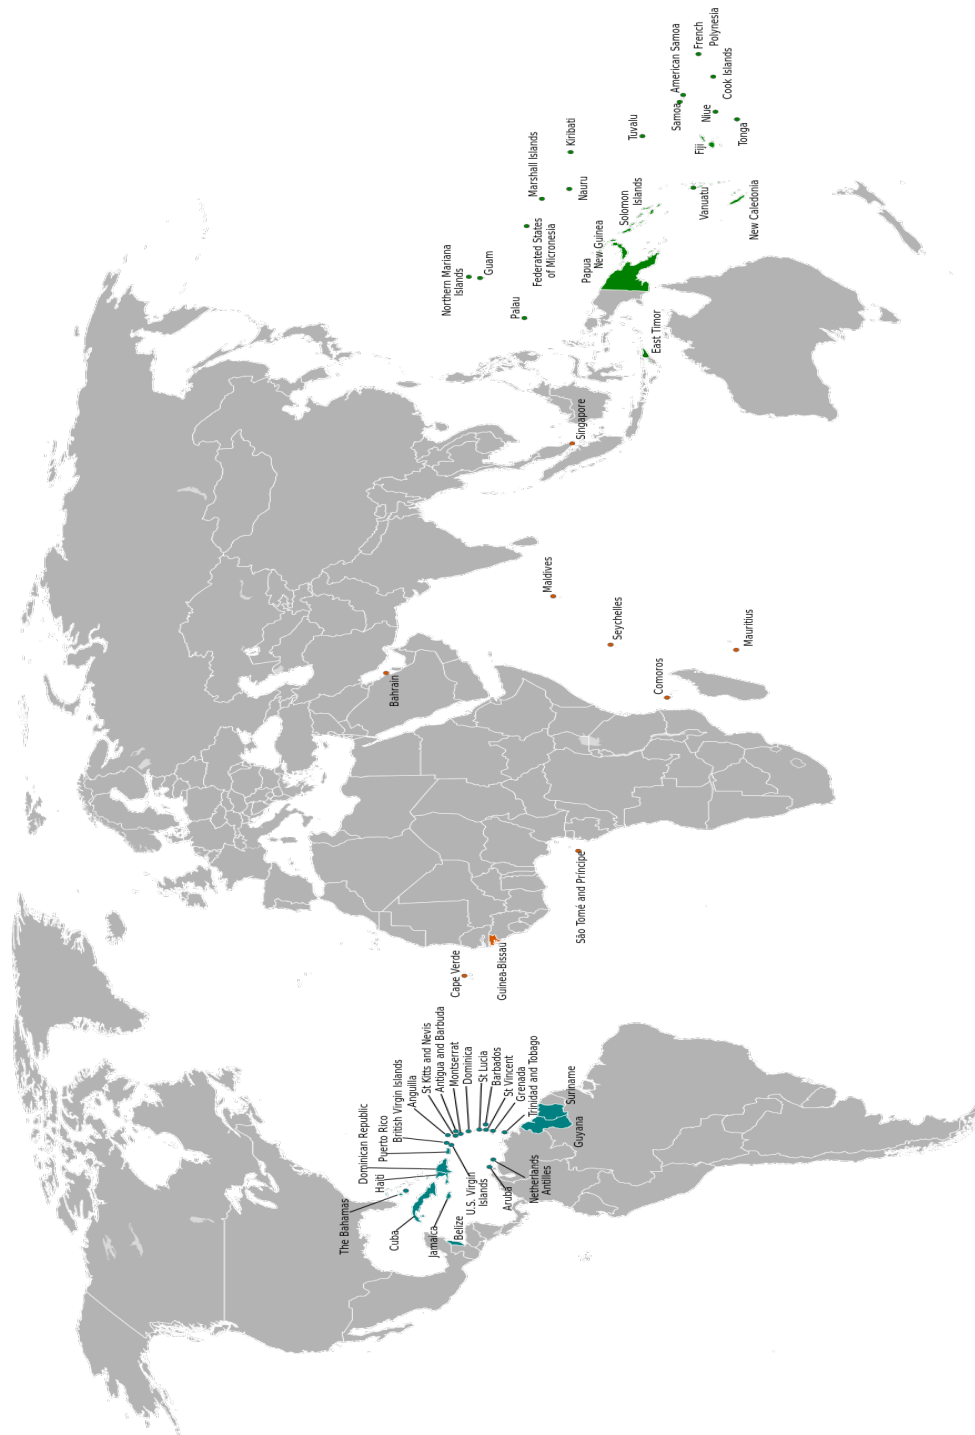 The Bahamas
Cuba
Jamaica
Belize
Haiti
Dominican Republic
Puerto Rico
British Virgin Islands
Anguilla
St Kitts and Nevis
Antigua and Barbuda
Montserrat
Dominica
St Lucia
Barbados
St Vincent
Grenada
Trinidad and Tobago
U.S. Virgin
Islands
Aruba
Netherlands
Antilles
Guyana
Suriname
Cape Verde
Guinea-Bissau
São Tomé and Príncipe
Bahrain
Comoros
Seychelles
Mauritius
Maldives
Singapore
East Timor
Palau
Northern Mariana
Islands
Guam
Federated States
of Micronesia
Papua
New Guinea
Marshall Islands
Nauru
Kiribati
Solomon
Islands
Tuvalu
Vanuatu
New Caledonia
Fiji
Samoa
American Samoa
Niue
Tonga
Cook Islands
French
Polynesia